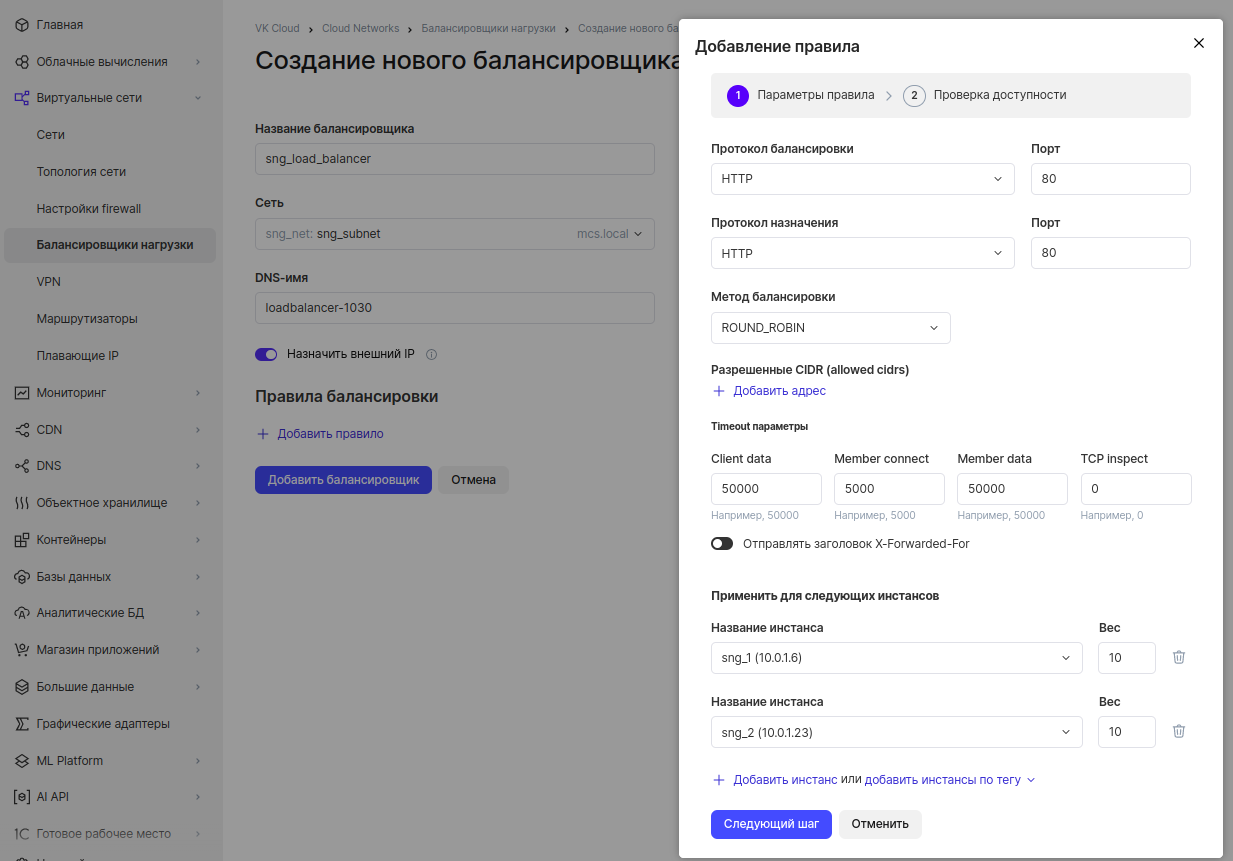 Главная
Облачные вычисления
Виртуальные сети
Сети
Топология сети
Настройки firewall
Балансировщики нагрузки
VPN
Маршрутизаторы
Плавающие IP
Мониторинг
CDN
DNS
Объектное хранилище
Контейнеры
Базы данных
Аналитические БД
Магазин приложений
Большие данные
Графические адаптеры
ML Platform
AI API
1C Готовое рабочее место
VK Cloud > Cloud Networks > Балансировщики нагрузки > Создание нового ба
Создание нового балансировщика
Название балансировщика
sng_load_balancer
Сеть
sng_net: sng_subnet mcs.local
DNS-имя
loadbalancer-1030
Назначить внешний IP
Правила балансировки
+ Добавить правило
Добавить балансировщик Отмена
Добавление правила
1 Параметры правила > 2 Проверка доступности
Протокол балансировки Порт
HTTP 80
Протокол назначения Порт
HTTP 80
Метод балансировки
ROUND_ROBIN
Разрешенные CIDR (allowed cidrs)
+ Добавить адрес
Timeout параметры
Client data Member connect Member data TCP inspect
50000 5000 50000 0
Например, 50000 Например, 5000 Например, 50000 Например, 0
Отправлять заголовок X-Forwarded-For
Применить для следующих инстансов
Название инстанса Вес
sng_1 (10.0.1.6) 10
Название инстанса Вес
sng_2 (10.0.1.23) 10
+ Добавить инстанс или добавить инстансы по тегу
Следующий шаг Отменить